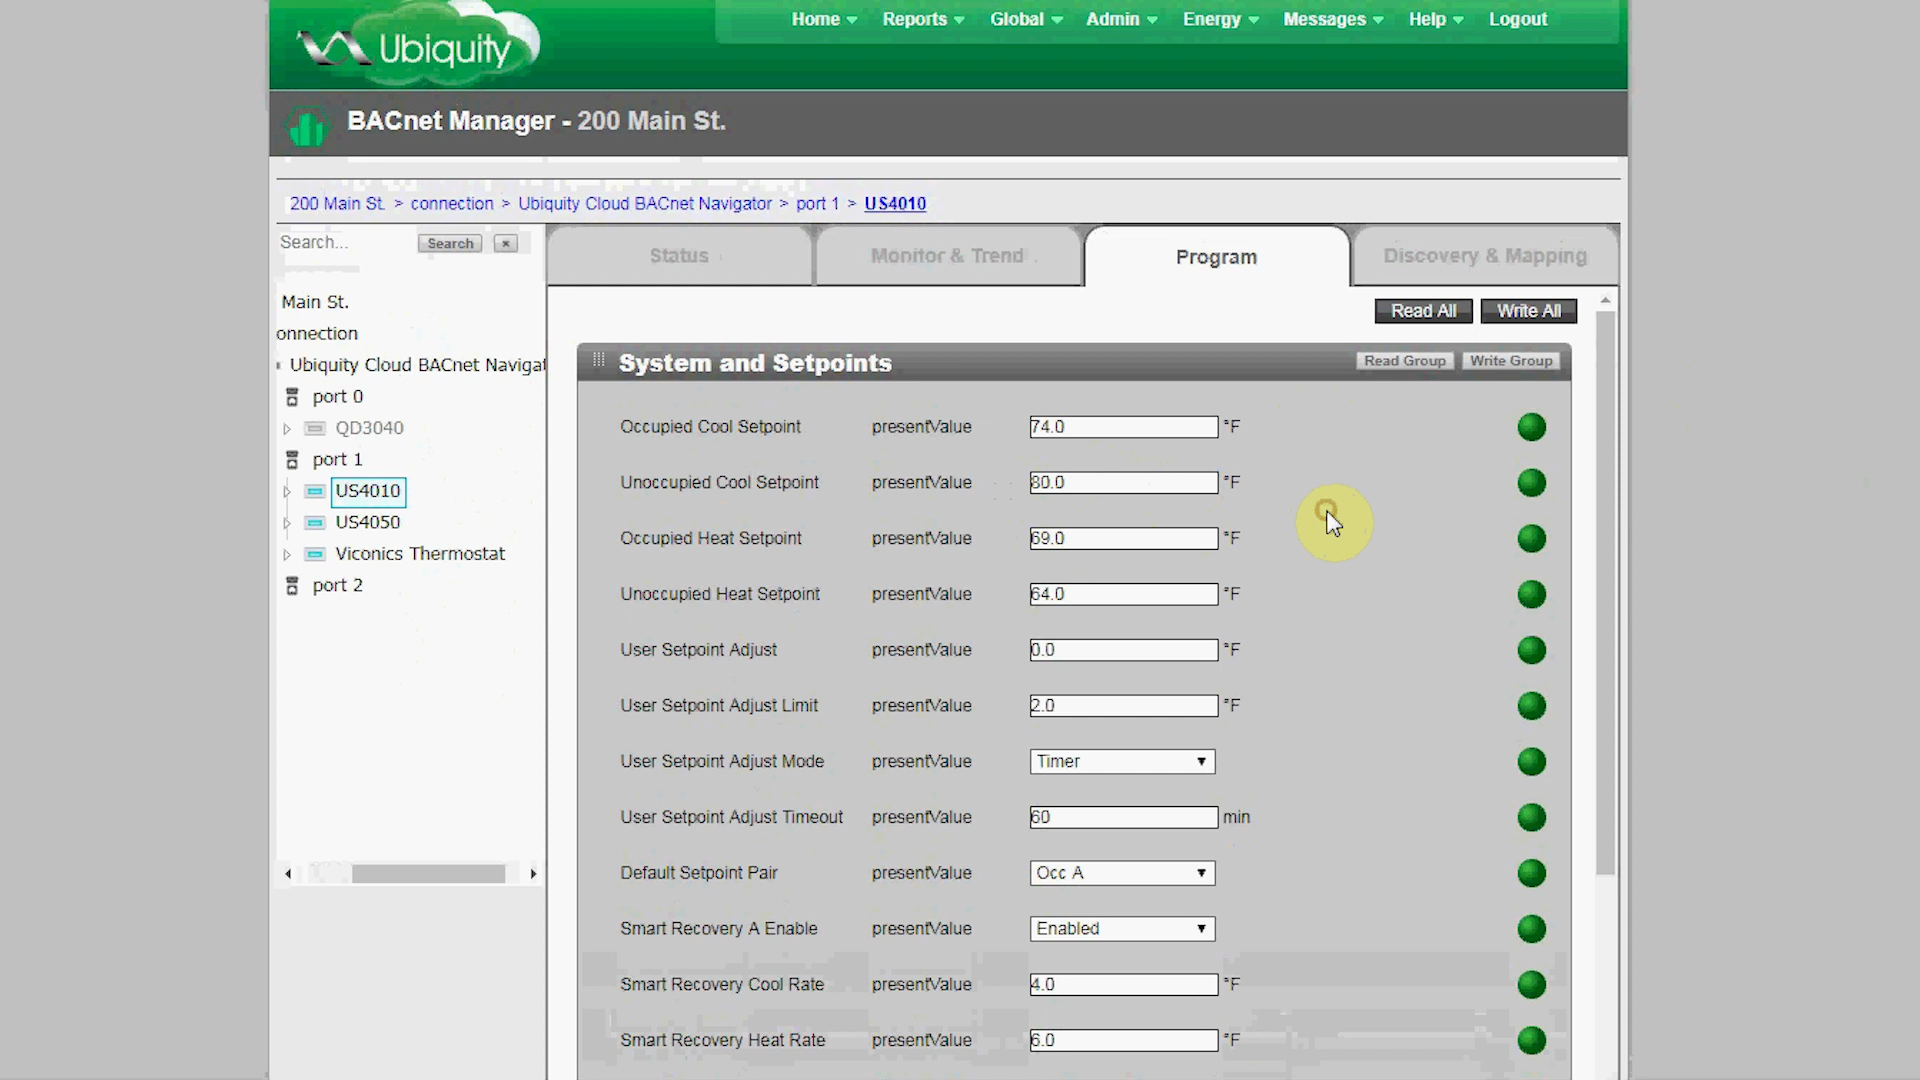 Ubiquity
Home Reports Global Admin Energy Messages Help Logout
BACnet Manager - 200 Main St.
200 Main St. > connection > Ubiquity Cloud BACnet Navigator > port 1 > US4010
Search... Search ×
Main St.
onnection
Ubiquity Cloud BACnet Navigat
port 0
QD3040
port 1
US4010
US4050
Viconics Thermostat
port 2
Status Monitor & Trend Program Discovery & Mapping
Read All Write All
System and Setpoints Read Group Write Group
Occupied Cool Setpoint presentValue 74.0 °F
Unoccupied Cool Setpoint presentValue 80.0 °F
Occupied Heat Setpoint presentValue 69.0 °F
Unoccupied Heat Setpoint presentValue 64.0 °F
User Setpoint Adjust presentValue 0.0 °F
User Setpoint Adjust Limit presentValue 2.0 °F
User Setpoint Adjust Mode presentValue Timer
User Setpoint Adjust Timeout presentValue 60 min
Default Setpoint Pair presentValue Occ A
Smart Recovery A Enable presentValue Enabled
Smart Recovery Cool Rate presentValue 4.0 °F
Smart Recovery Heat Rate presentValue 6.0 °F